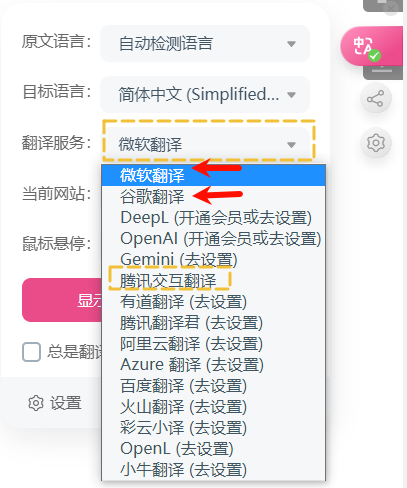 原文语言: 自动检测语言
目标语言: 简体中文 (Simplified...
翻译服务: 微软翻译
微软翻译
当前网站:
谷歌翻译
DeepL (开通会员或去设置)
鼠标悬停:
OpenAI (开通会员或去设置)
Gemini (去设置)
腾讯交互翻译
显示
有道翻译 (去设置)
腾讯翻译君 (去设置)
总是翻译
阿里云翻译 (去设置)
Azure 翻译 (去设置)
百度翻译 (去设置)
设置
火山翻译 (去设置)
彩云小译 (去设置)
OpenL (去设置)
小牛翻译 (去设置)